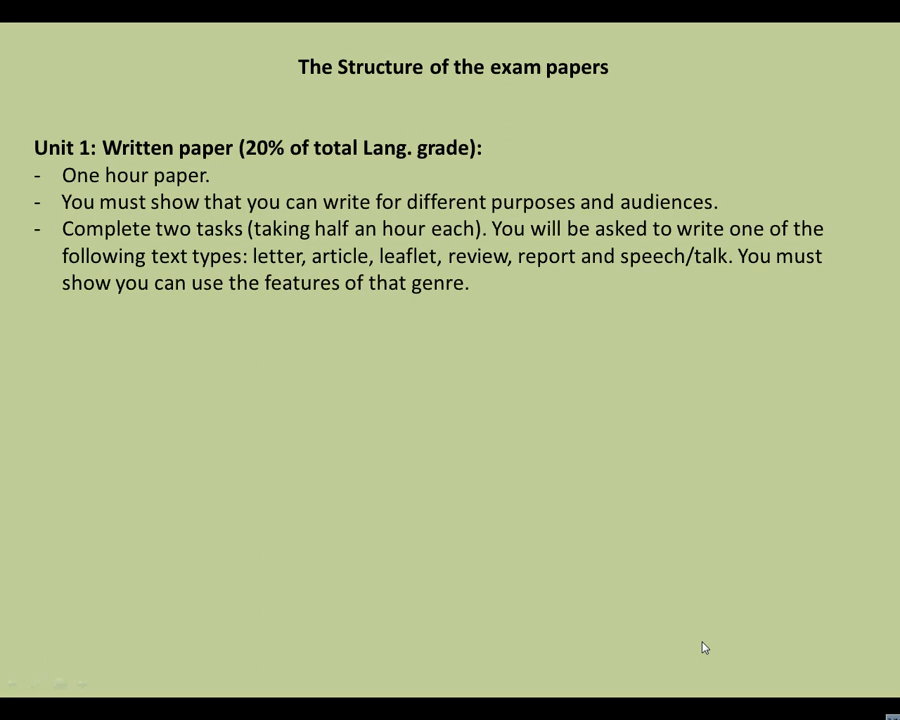 The Structure of the exam papers
Unit 1: Written paper (20% of total Lang. grade):
- One hour paper.
- You must show that you can write for different purposes and audiences.
- Complete two tasks (taking half an hour each). You will be asked to write one of the
following text types: letter, article, leaflet, review, report and speech/talk. You must
show you can use the features of that genre.